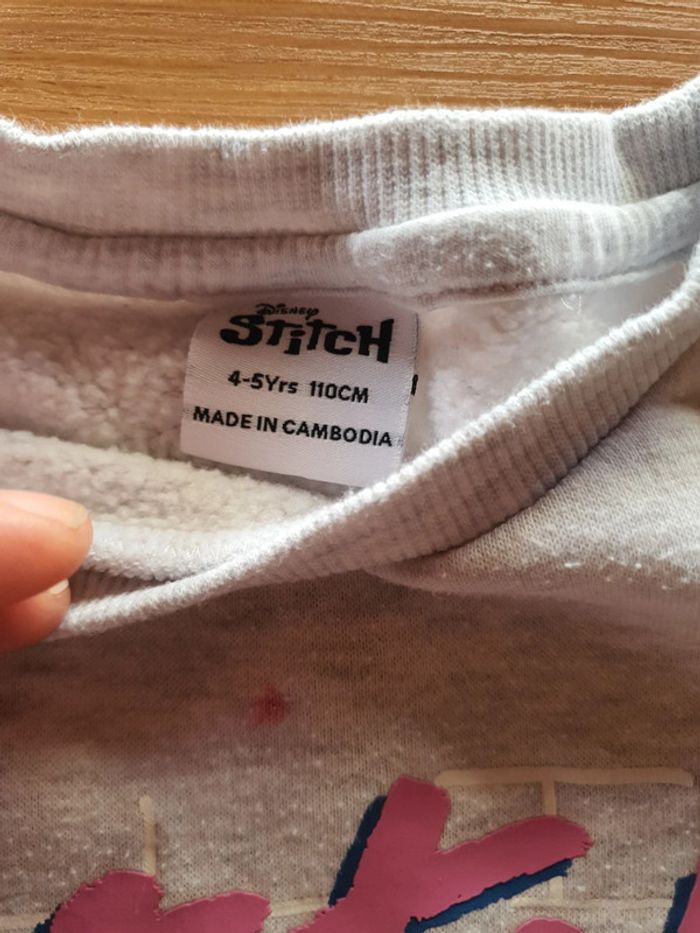 Disney
STiTCH
4-5Yrs 110CM
MADE IN CAMBODIA